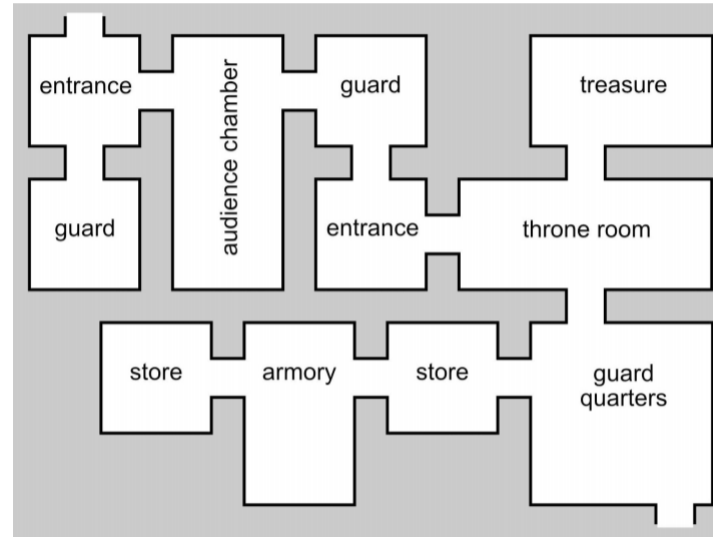 entrance
audience chamber
guard
treasure
guard
entrance
throne room
store
armory
store
guard
quarters